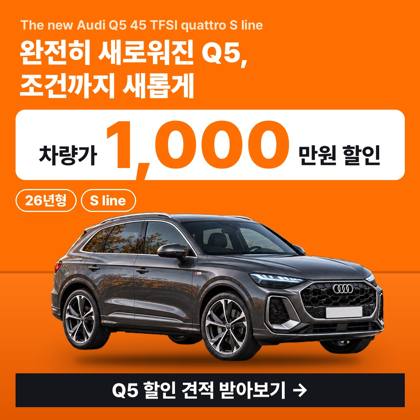 The new Audi Q5 45 TFSI quattro S line
완전히 새로워진 Q5,
조건까지 새롭게
차량가 1,000 만원 할인
26년형 S line
Q5 할인 견적 받아보기 →